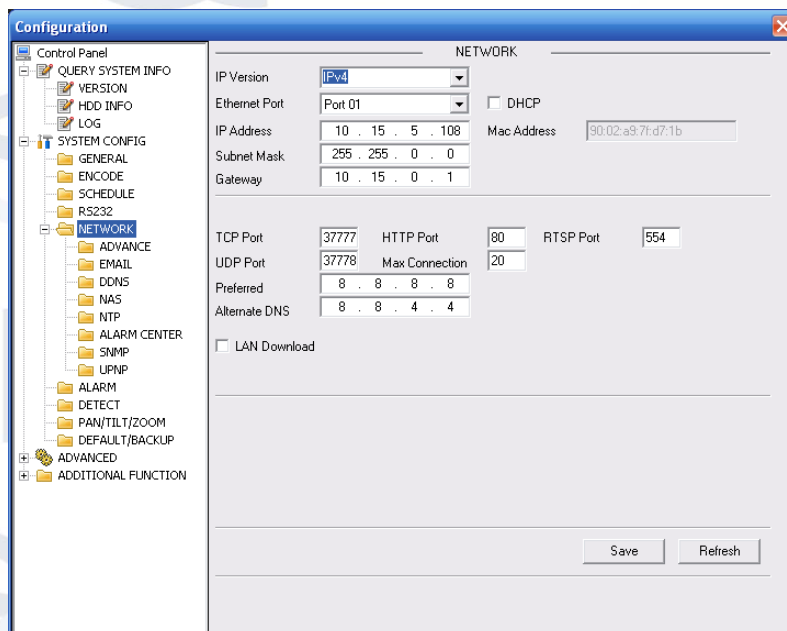 Configuration
Control Panel
QUERY SYSTEM INFO
VERSION
HDD INFO
LOG
SYSTEM CONFIG
GENERAL
ENCODE
SCHEDULE
RS232
NETWORK
ADVANCE
EMAIL
DDNS
NAS
NTP
ALARM CENTER
SNMP
UPNP
ALARM
DETECT
PAN/TILT/ZOOM
DEFAULT/BACKUP
ADVANCED
ADDITIONAL FUNCTION
NETWORK
IP Version IPv4
Ethernet Port Port 01 DHCP
IP Address 10 . 15 . 5 . 108 Mac Address 90:02:a9:7f:d7:1b
Subnet Mask 255 . 255 . 0 . 0
Gateway 10 . 15 . 0 . 1
TCP Port 37777 HTTP Port 80 RTSP Port 554
UDP Port 37778 Max Connection 20
Preferred 8 . 8 . 8 . 8
Alternate DNS 8 . 8 . 4 . 4
LAN Download
Save Refresh